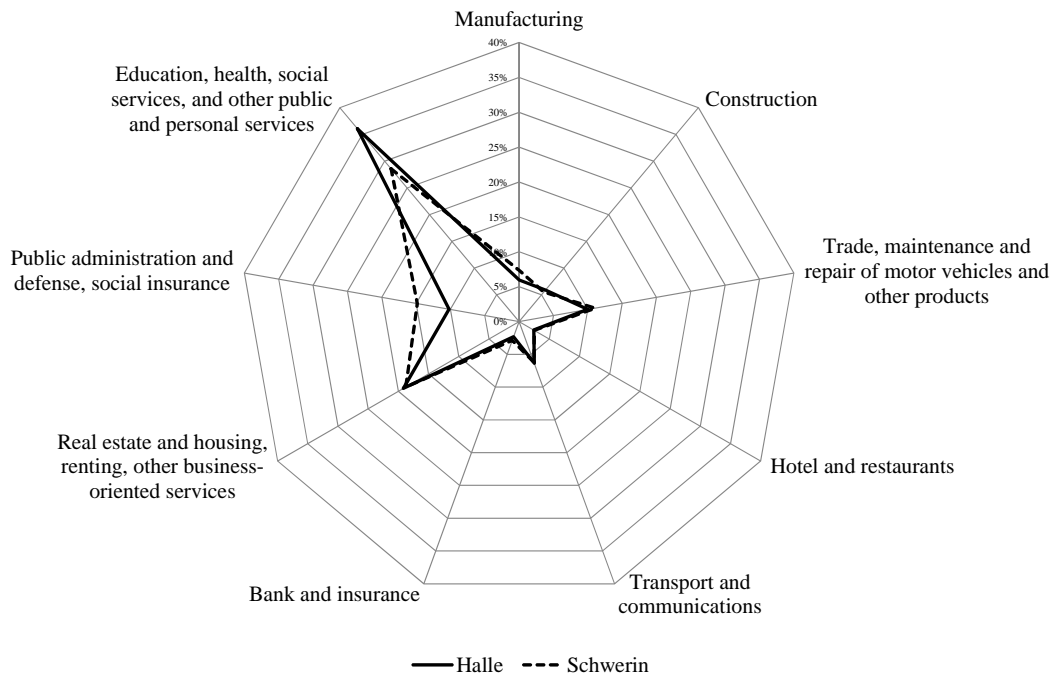 Manufacturing
40%
35%
30%
25%
20%
15%
10%
5%
0%
Construction
Trade, maintenance and
repair of motor vehicles and
other products
Hotel and restaurants
Transport and
communications
Bank and insurance
Real estate and housing,
renting, other business-
oriented services
Public administration and
defense, social insurance
Education, health, social
services, and other public
and personal services
Halle Schwerin